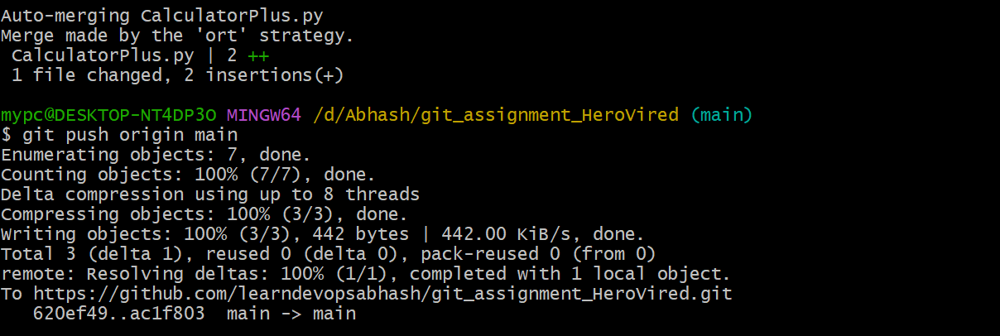 Auto-merging CalculatorPlus.py
Merge made by the 'ort' strategy.
 CalculatorPlus.py | 2 ++
 1 file changed, 2 insertions(+)

mypc@DESKTOP-NT4DP3O MINGW64 /d/Abhash/git_assignment_HeroVired (main)
$ git push origin main
Enumerating objects: 7, done.
Counting objects: 100% (7/7), done.
Delta compression using up to 8 threads
Compressing objects: 100% (3/3), done.
Writing objects: 100% (3/3), 442 bytes | 442.00 KiB/s, done.
Total 3 (delta 1), reused 0 (delta 0), pack-reused 0 (from 0)
remote: Resolving deltas: 100% (1/1), completed with 1 local object.
To https://github.com/learndevopsabhash/git_assignment_HeroVired.git
   620ef49..ac1f803  main -> main